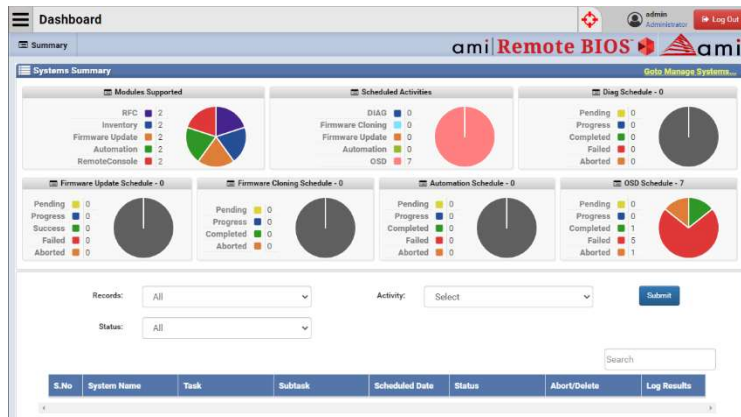 Dashboard
admin
Administrator
Log Out
Summary
ami Remote BIOS ami
Systems Summary
Goto Manage Systems...
Modules Supported
RFC 2
Inventory 2
Firmware Update 2
Automation 2
RemoteConsole 2
Scheduled Activities
DIAG 0
Firmware Cloning 0
Firmware Update 0
Automation 0
OSD 7
Diag Schedule - 0
Pending 0
Progress 0
Completed 0
Failed 0
Aborted 0
Firmware Update Schedule - 0
Pending 0
Progress 0
Success 0
Failed 0
Aborted 0
Firmware Cloning Schedule - 0
Pending 0
Progress 0
Completed 0
Aborted 0
Automation Schedule - 0
Pending 0
Progress 0
Completed 0
Failed 0
Aborted 0
OSD Schedule - 7
Pending 0
Progress 0
Completed 1
Failed 5
Aborted 1
Records: All Activity: Select Submit
Status: All
Search
S.No System Name Task Subtask Scheduled Date Status Abort/Delete Log Results